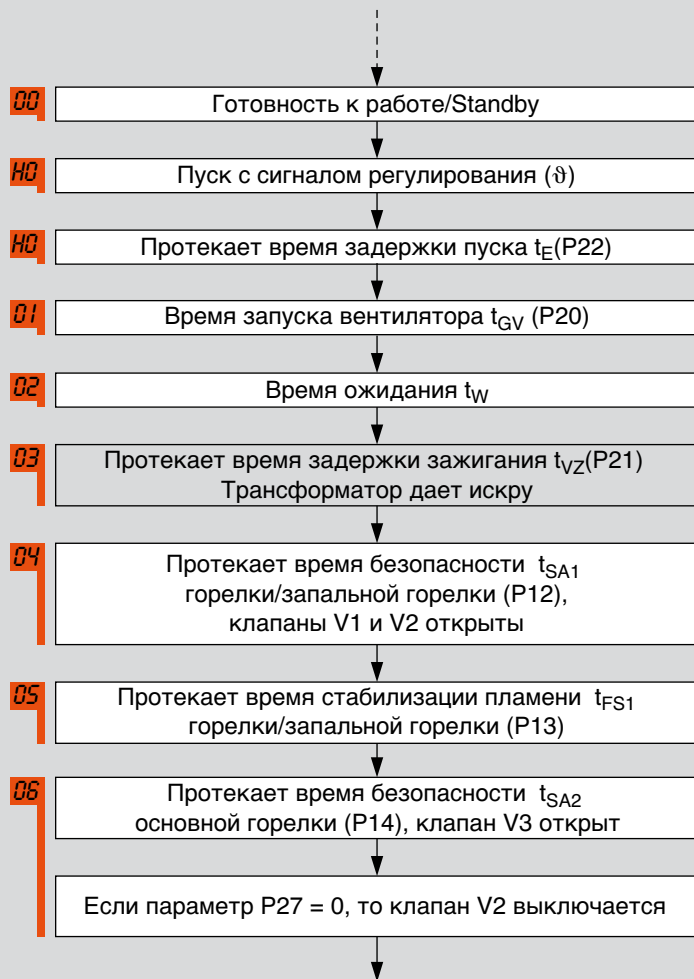 00
Готовность к работе/Standby
H0
Пуск с сигналом регулирования (ϑ)
H0
Протекает время задержки пуска tE(P22)
01
Время запуска вентилятора tGV (P20)
02
Время ожидания tW
03
Протекает время задержки зажигания tVZ(P21)
Трансформатор дает искру
04
Протекает время безопасности tSA1
горелки/запальной горелки (P12),
клапаны V1 и V2 открыты
05
Протекает время стабилизации пламени tFS1
горелки/запальной горелки (P13)
06
Протекает время безопасности tSA2
основной горелки (P14), клапан V3 открыт
Если параметр P27 = 0, то клапан V2 выключается